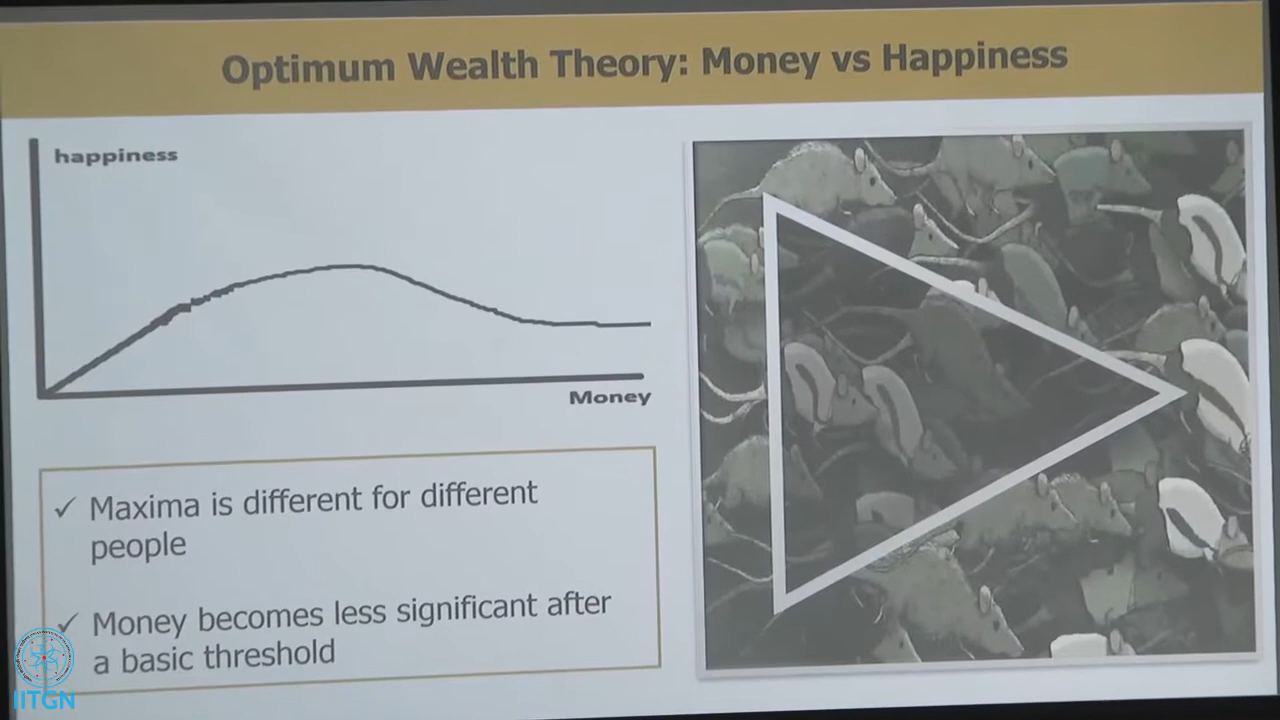 Optimum Wealth Theory: Money vs Happiness
happiness
Money
✓ Maxima is different for different
people
✓ Money becomes less significant after
a basic threshold
IITGN